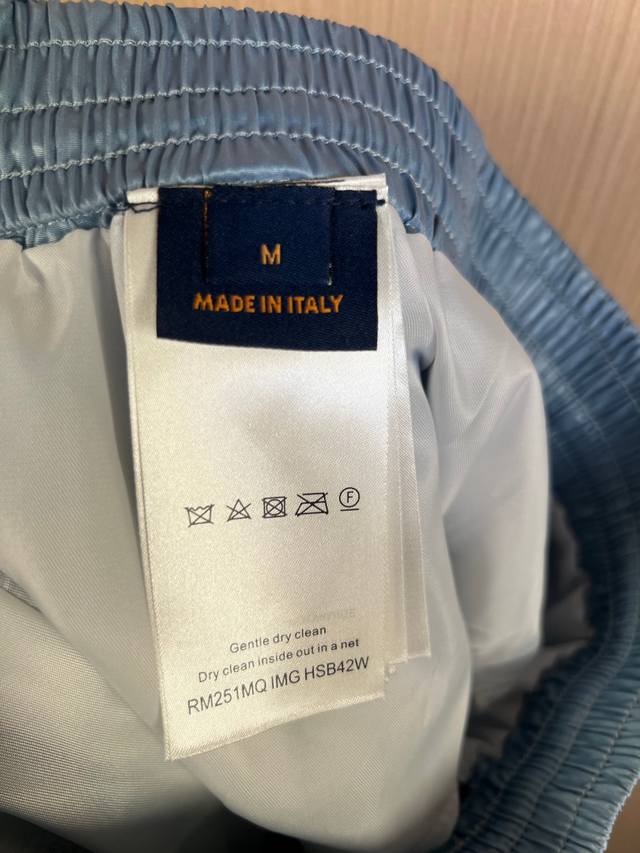 M
MADE IN ITALY
F
Gentle dry clean
Dry clean inside out in a net
RM251MQ IMG HSB42W